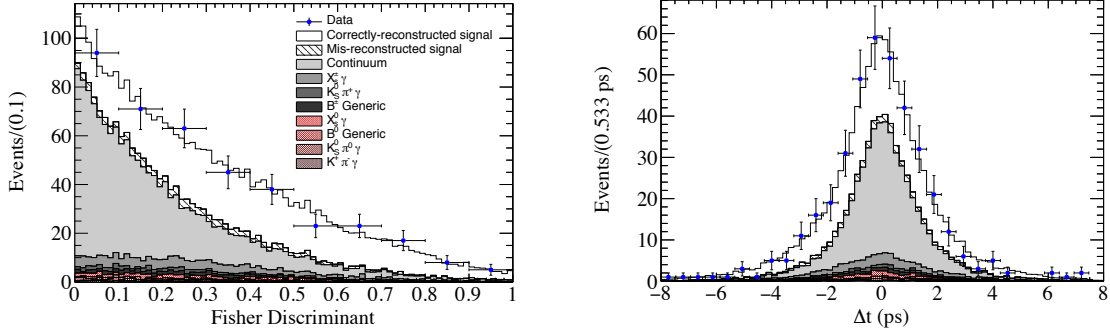 Events/(0.1)
100
80
60
40
20
0
Data
Correctly-reconstructed signal
Mis-reconstructed signal
Continuum
X_s^± γ
K_S^0 π^+ γ
B^± Generic
X_s^0 γ
B^0 Generic
K_S^0 π^0 γ
K^+ π^- γ
0 0.1 0.2 0.3 0.4 0.5 0.6 0.7 0.8 0.9 1
Fisher Discriminant
Events/(0.533 ps)
60
50
40
30
20
10
0
−8 −6 −4 −2 0 2 4 6 8
Δt (ps)